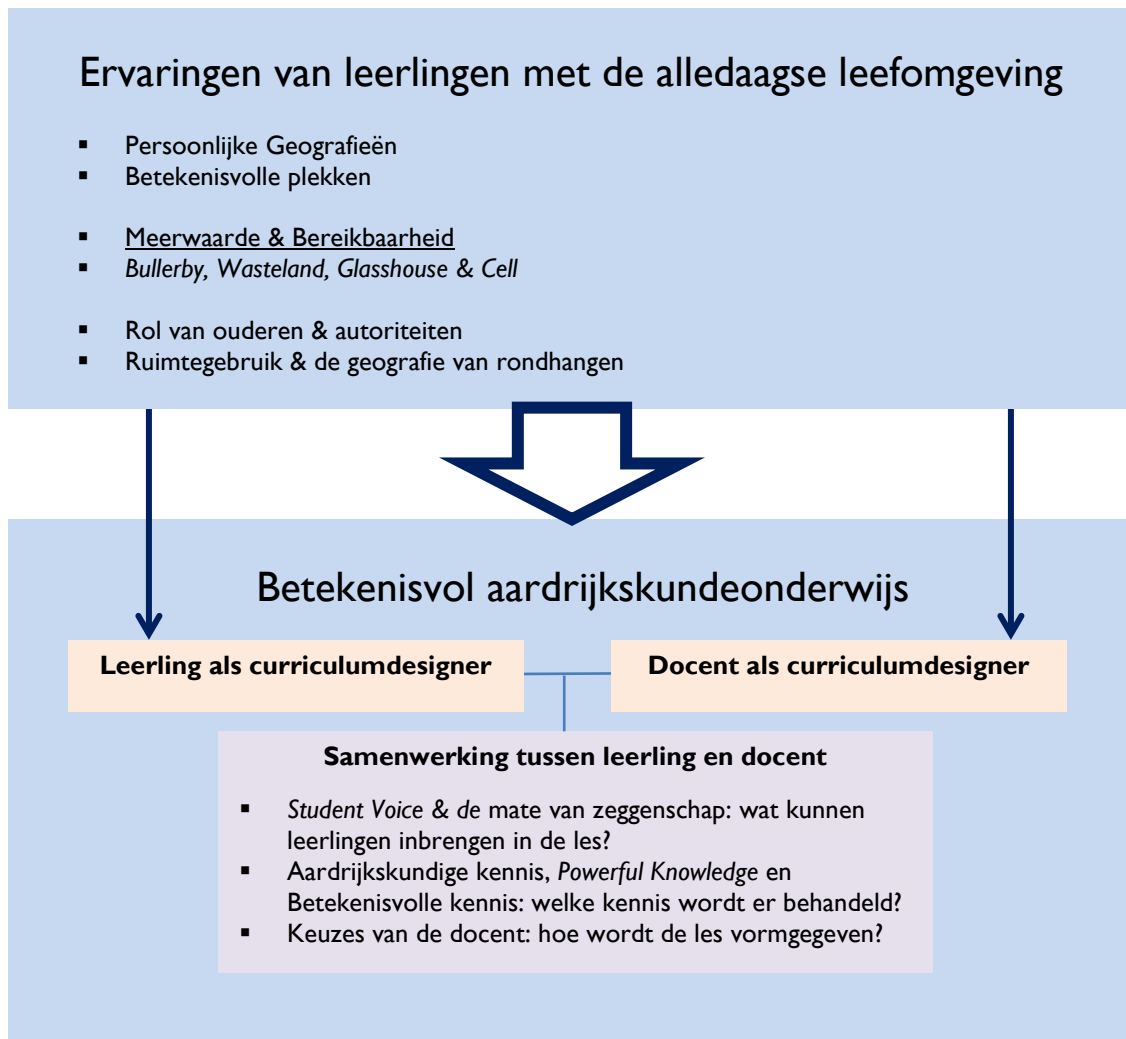 Ervaringen van leerlingen met de alledaagse leefomgeving
▪ Persoonlijke Geografieën
▪ Betekenisvolle plekken
▪ Meerwaarde & Bereikbaarheid
▪ Bullerby, Wasteland, Glasshouse & Cell
▪ Rol van ouderen & autoriteiten
▪ Ruimtegebruik & de geografie van rondhangen
Betekenisvol aardrijkskundeonderwijs
Leerling als curriculumdesigner
Docent als curriculumdesigner
Samenwerking tussen leerling en docent
▪ Student Voice & de mate van zeggenschap: wat kunnen
leerlingen inbrengen in de les?
▪ Aardrijkskundige kennis, Powerful Knowledge en
Betekenisvolle kennis: welke kennis wordt er behandeld?
▪ Keuzes van de docent: hoe wordt de les vormgegeven?